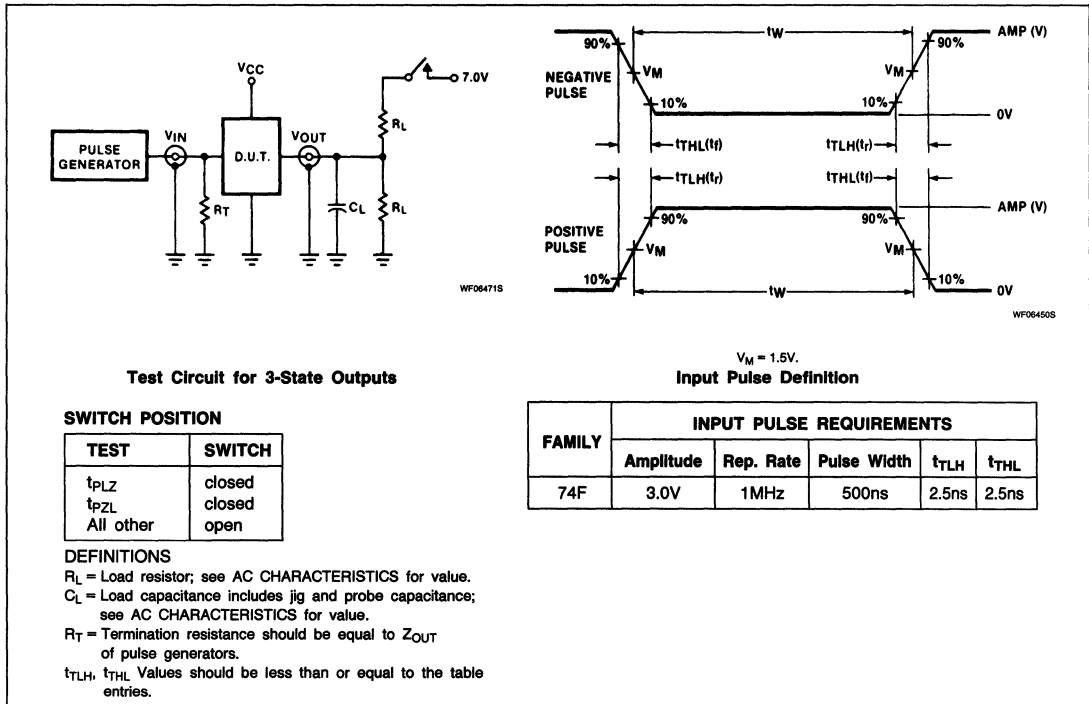 VCC
7.0V
RL
PULSE
GENERATOR
VIN
D.U.T.
VOUT
RT
CL
RL
WF06471S
tW
AMP (V)
90%
90%
NEGATIVE
PULSE
VM
VM
10%
10%
0V
tTHL(tf)
tTLH(tr)
tTLH(tr)
tTHL(tf)
AMP (V)
90%
90%
POSITIVE
PULSE
VM
VM
10%
10%
tW
0V
WF06450S
Test Circuit for 3-State Outputs
VM = 1.5V.
Input Pulse Definition
SWITCH POSITION
TEST SWITCH
tPLZ closed
tPZL closed
All other open
FAMILY INPUT PULSE REQUIREMENTS
Amplitude Rep. Rate Pulse Width tTLH tTHL
74F 3.0V 1MHz 500ns 2.5ns 2.5ns
DEFINITIONS
RL = Load resistor; see AC CHARACTERISTICS for value.
CL = Load capacitance includes jig and probe capacitance;
see AC CHARACTERISTICS for value.
RT = Termination resistance should be equal to ZOUT
of pulse generators.
tTLH, tTHL Values should be less than or equal to the table
entries.